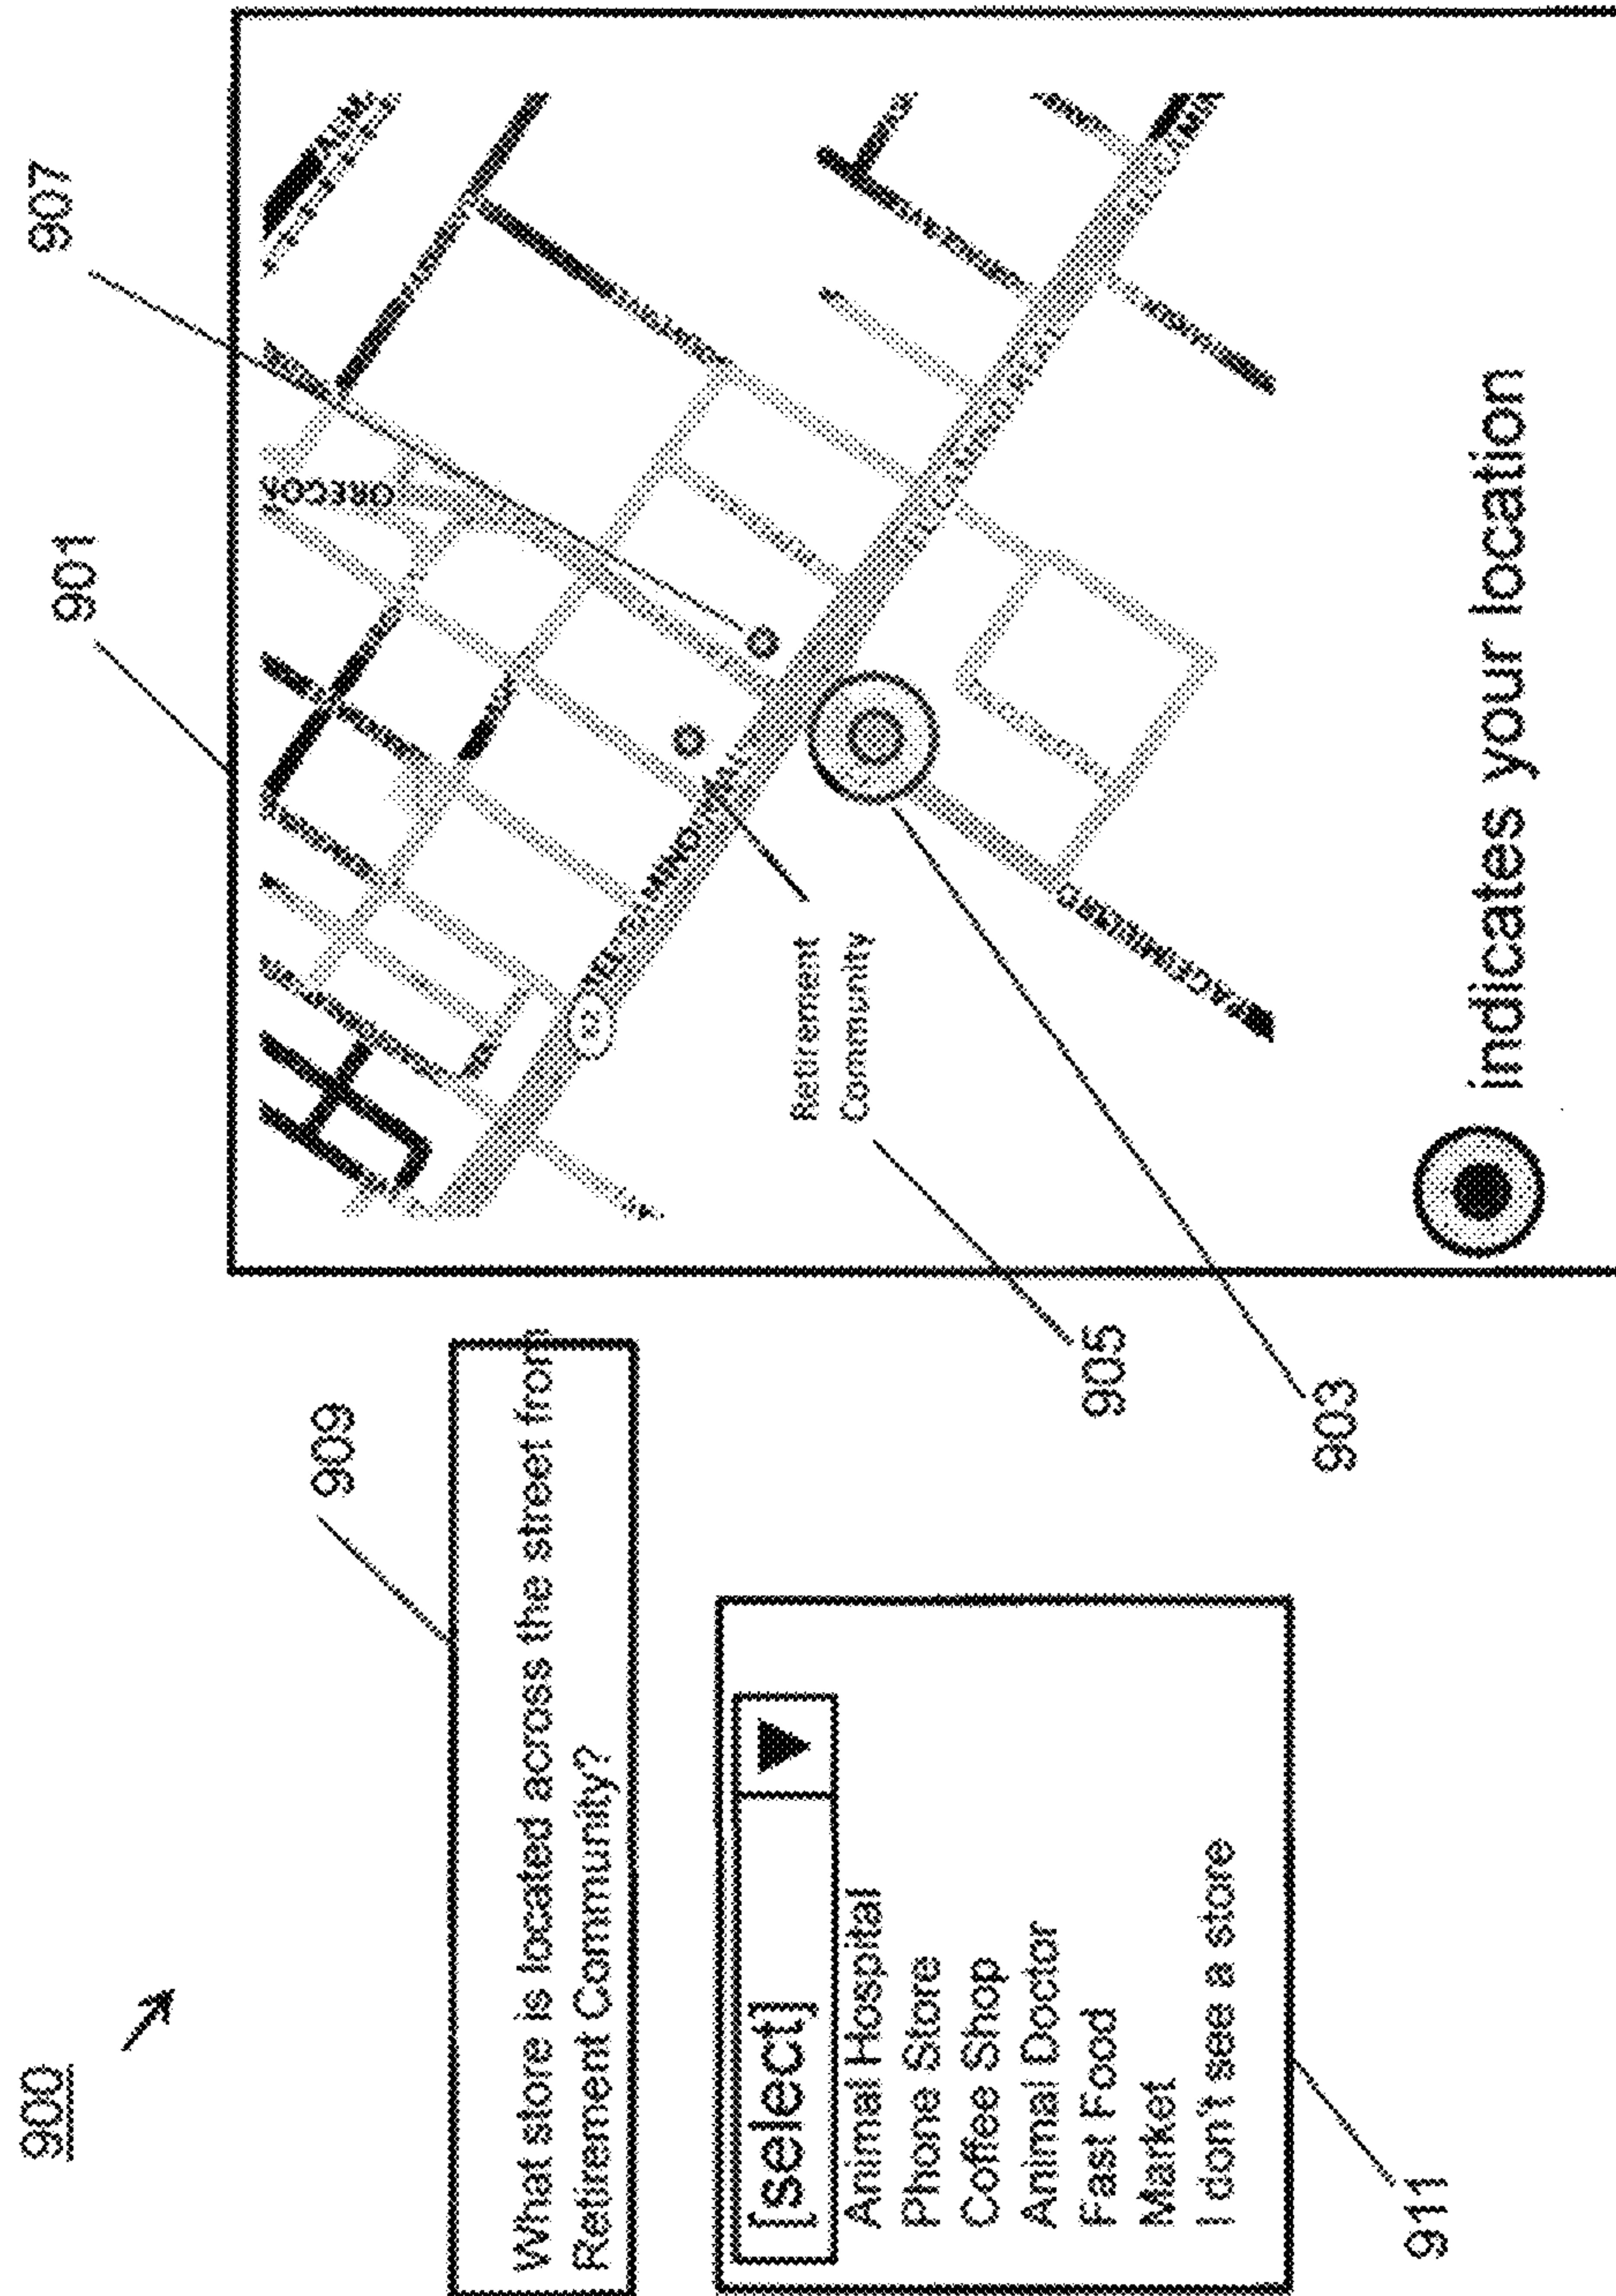 900
909
What store is located across the street from
Retirement Community?
[select]
Animal Hospital
Phone Store
Coffee Shop
Animal Doctor
Fast Food
Market
I don't see a store
911
901
907
Retirement
Community
905
903
indicates your location